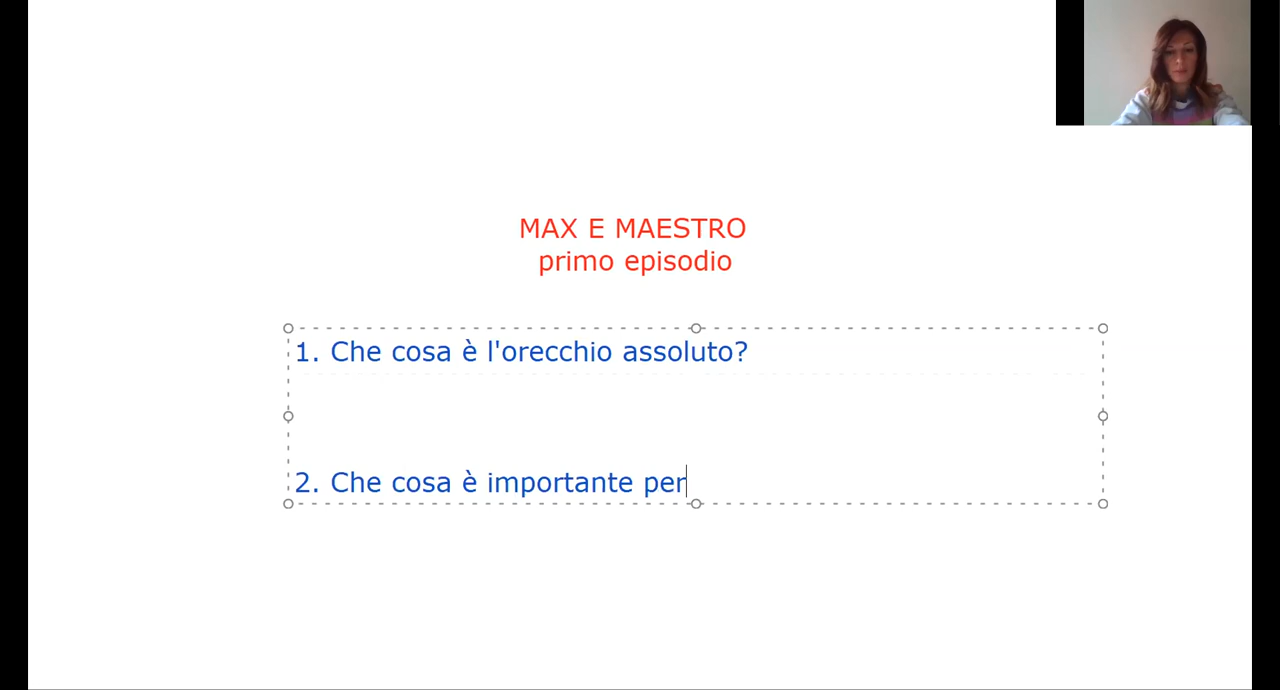 MAX E MAESTRO
primo episodio
1. Che cosa è l'orecchio assoluto?
2. Che cosa è importante per